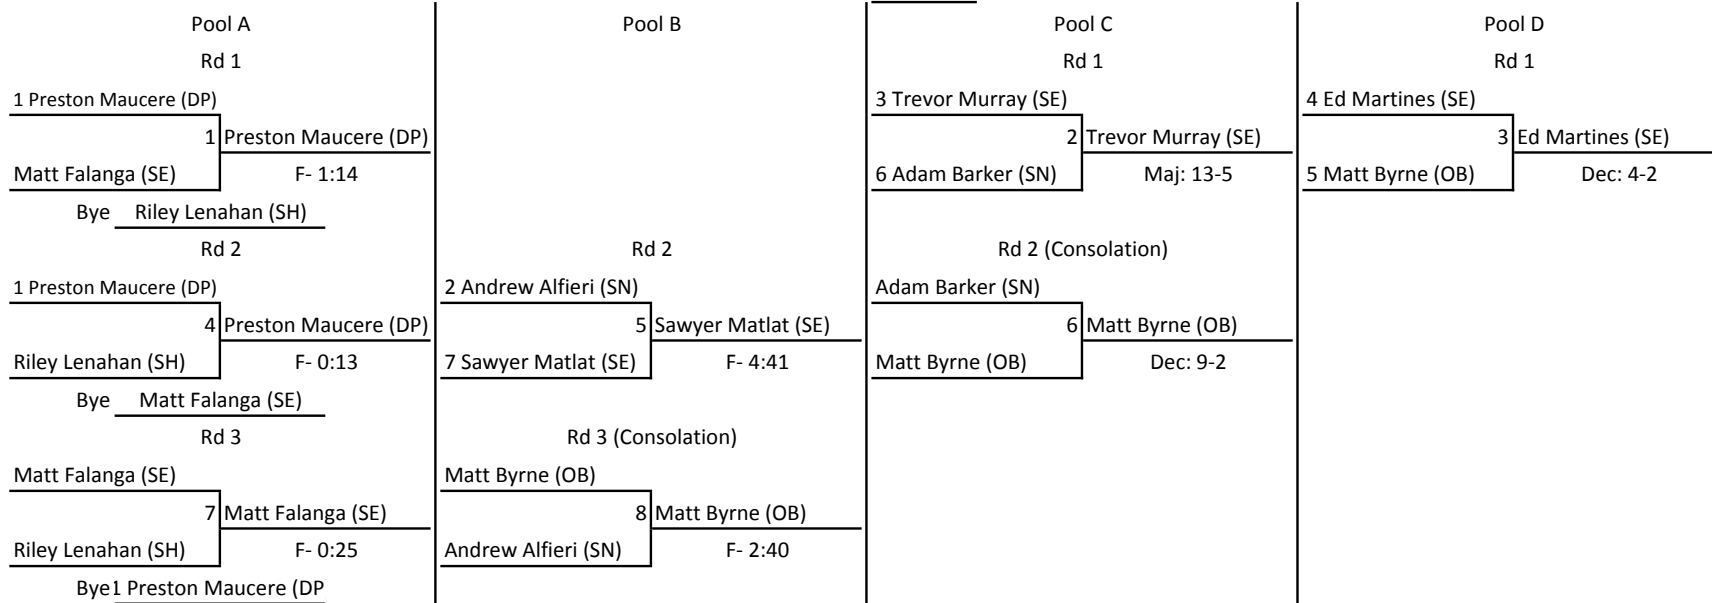 Pool A
Rd 1
1 Preston Maucere (DP)
1 Preston Maucere (DP)
Matt Falanga (SE)
F- 1:14
Bye Riley Lenahan (SH)
Rd 2
1 Preston Maucere (DP)
4 Preston Maucere (DP)
Riley Lenahan (SH)
F- 0:13
Bye Matt Falanga (SE)
Rd 3
Matt Falanga (SE)
7 Matt Falanga (SE)
Riley Lenahan (SH)
F- 0:25
Bye 1 Preston Maucere (DP
Pool B
Rd 2
2 Andrew Alfieri (SN)
5 Sawyer Matlat (SE)
7 Sawyer Matlat (SE)
F- 4:41
Rd 3 (Consolation)
Matt Byrne (OB)
8 Matt Byrne (OB)
Andrew Alfieri (SN)
F- 2:40
Pool C
Rd 1
3 Trevor Murray (SE)
2 Trevor Murray (SE)
6 Adam Barker (SN)
Maj: 13-5
Rd 2 (Consolation)
Adam Barker (SN)
6 Matt Byrne (OB)
Matt Byrne (OB)
Dec: 9-2
Pool D
Rd 1
4 Ed Martines (SE)
3 Ed Martines (SE)
5 Matt Byrne (OB)
Dec: 4-2